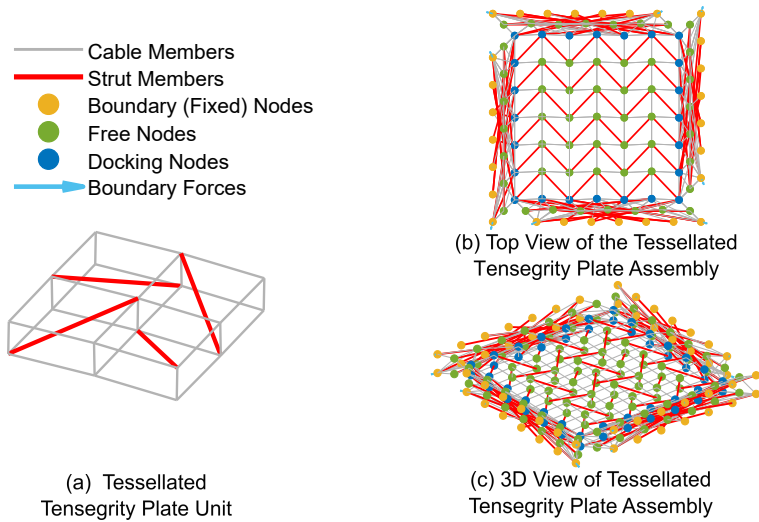 Cable Members
Strut Members
Boundary (Fixed) Nodes
Free Nodes
Docking Nodes
Boundary Forces
(a) Tessellated
Tensegrity Plate Unit
(b) Top View of the Tessellated
Tensegrity Plate Assembly
(c) 3D View of Tessellated
Tensegrity Plate Assembly